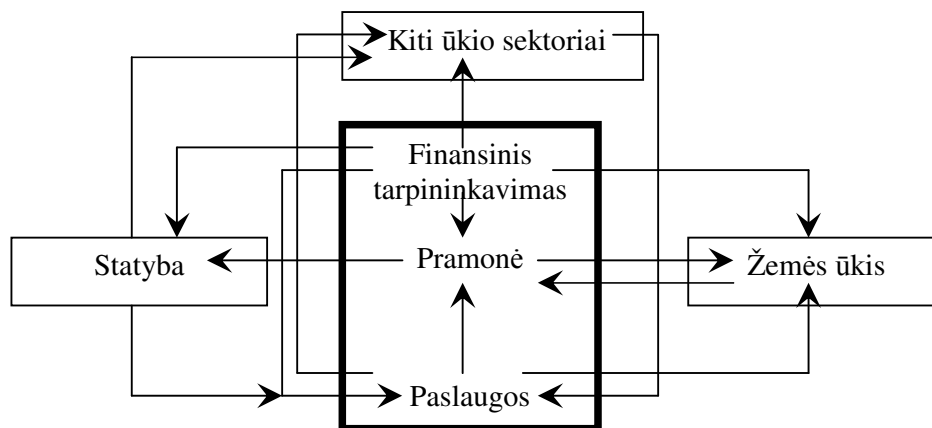 Kiti ūkio sektoriai
Finansinis
tarpininkavimas
Statyba
Pramonė
Žemės ūkis
Paslaugos